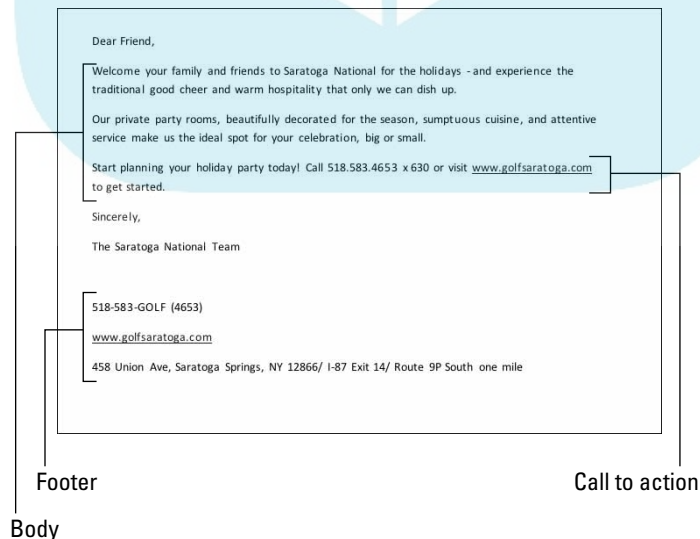 Dear Friend,
Welcome your family and friends to Saratoga National for the holidays - and experience the
traditional good cheer and warm hospitality that only we can dish up.
Our private party rooms, beautifully decorated for the season, sumptuous cuisine, and attentive
service make us the ideal spot for your celebration, big or small.
Start planning your holiday party today! Call 518.583.4653 x 630 or visit www.golfsaratoga.com
to get started.
Sincerely,
The Saratoga National Team
518-583-GOLF (4653)
www.golfsaratoga.com
458 Union Ave, Saratoga Springs, NY 12866/ I-87 Exit 14/ Route 9P South one mile
Footer
Call to action
Body